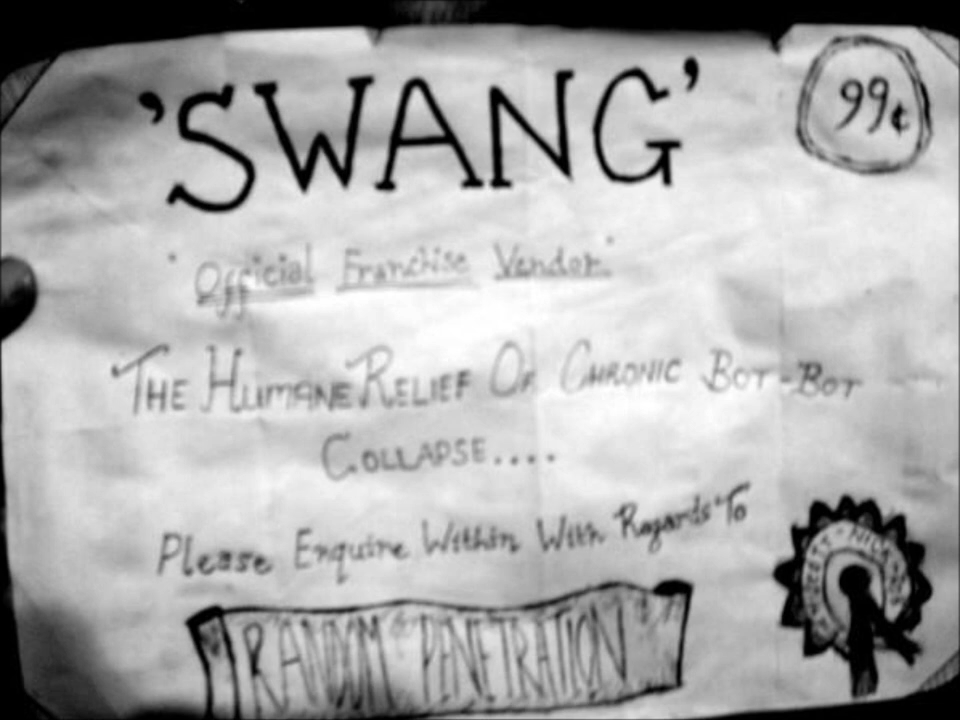 'SWANG'
99¢
"Official Franchise Vendor"
THE HUMANE RELIEF OF CHRONIC BOT-BOT
COLLAPSE....
Please Enquire Within With Regards To
RANDOM PENETRATION